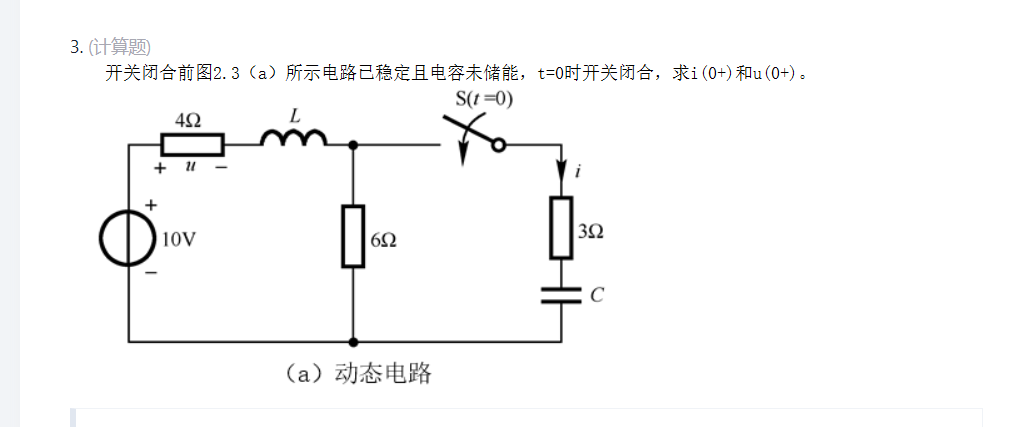 3. (计算题)
开关闭合前图2.3（a）所示电路已稳定且电容未储能，t=0时开关闭合，求i(0+)和u(0+)。
S(t=0)
4Ω
L
+ u −
i
+
10V
−
6Ω
3Ω
C
（a）动态电路